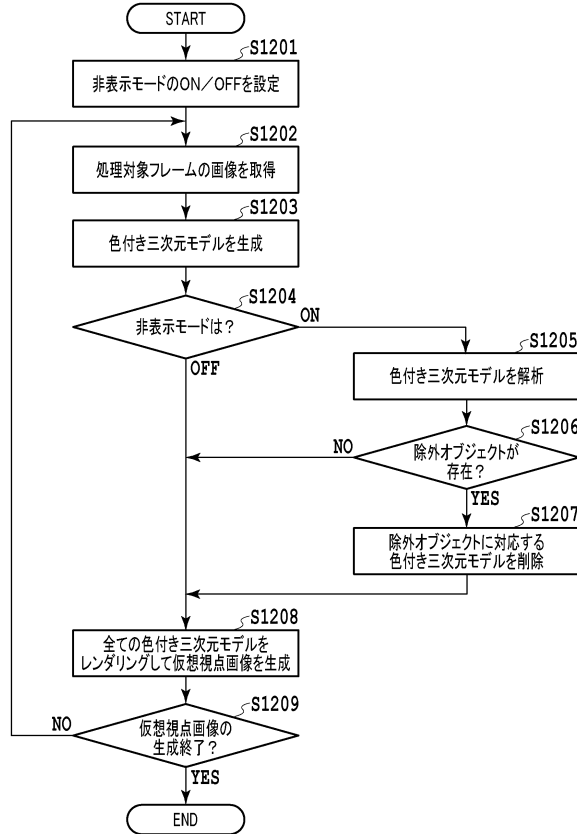 START
S1201
非表示モードのON／OFFを設定
S1202
処理対象フレームの画像を取得
S1203
色付き三次元モデルを生成
S1204
非表示モードは？
ON
OFF
S1205
色付き三次元モデルを解析
S1206
除外オブジェクトが
存在？
NO
YES
S1207
除外オブジェクトに対応する
色付き三次元モデルを削除
S1208
全ての色付き三次元モデルを
レンダリングして仮想視点画像を生成
S1209
仮想視点画像の
生成終了？
NO
YES
END